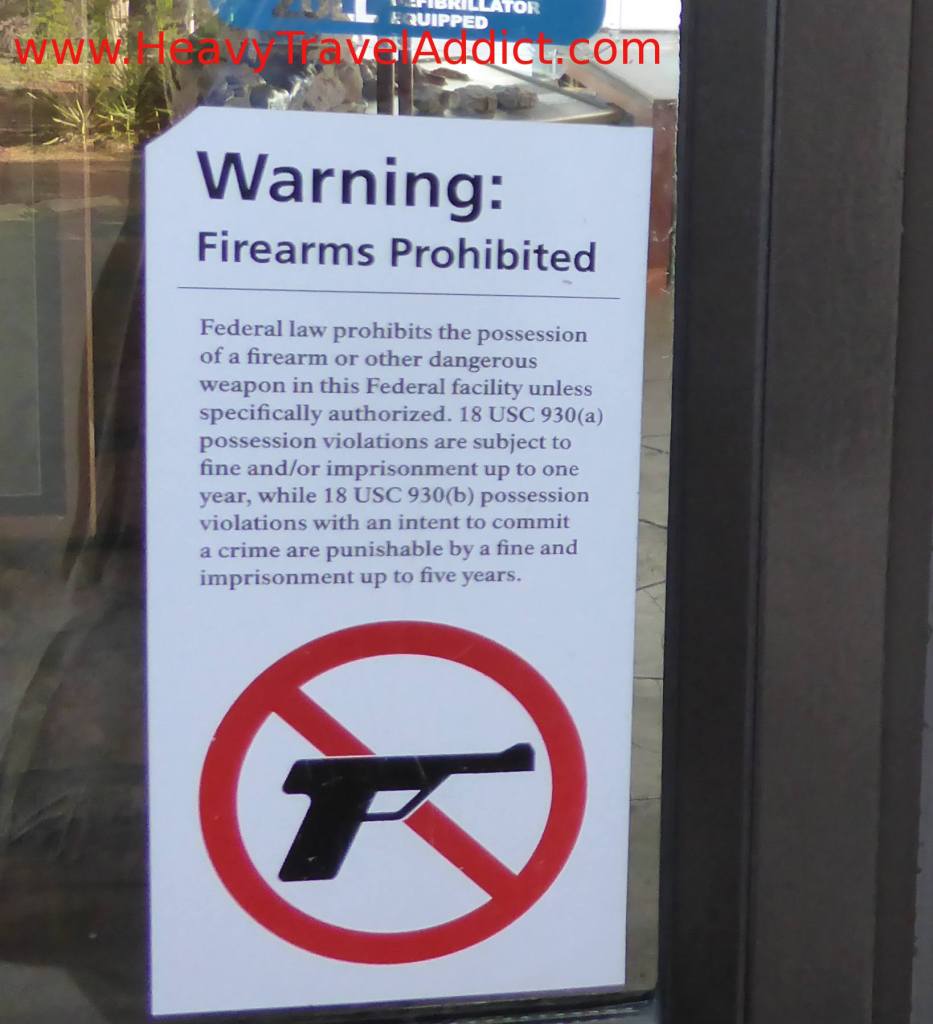 EQUIPPED
www.HeavyTravelAddict.com
Warning:
Firearms Prohibited
Federal law prohibits the possession
of a firearm or other dangerous
weapon in this Federal facility unless
specifically authorized. 18 USC 930(a)
possession violations are subject to
fine and/or imprisonment up to one
year, while 18 USC 930(b) possession
violations with an intent to commit
a crime are punishable by a fine and
imprisonment up to five years.